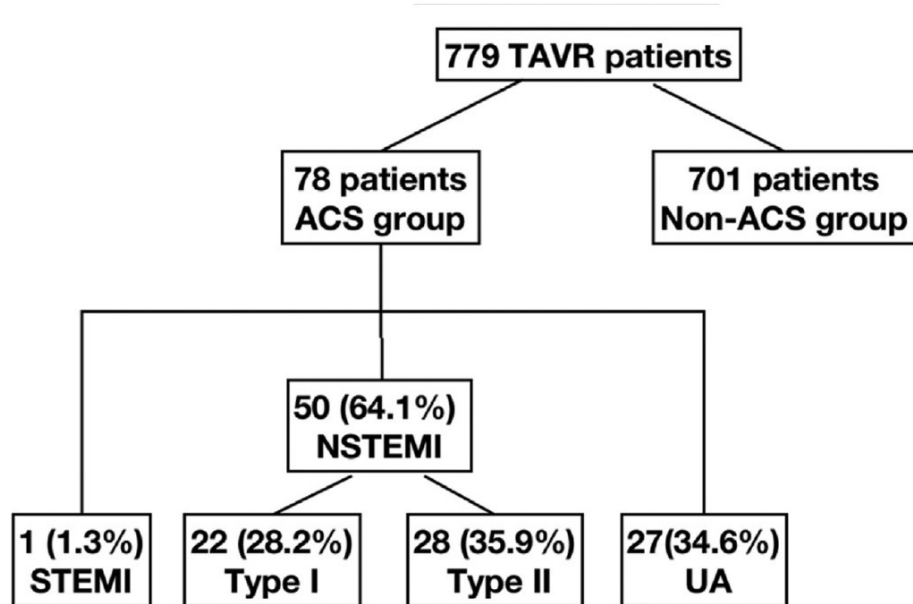 779 TAVR patients
78 patients
ACS group
701 patients
Non-ACS group
50 (64.1%)
NSTEMI
1 (1.3%)
STEMI
22 (28.2%)
Type I
28 (35.9%)
Type II
27(34.6%)
UA